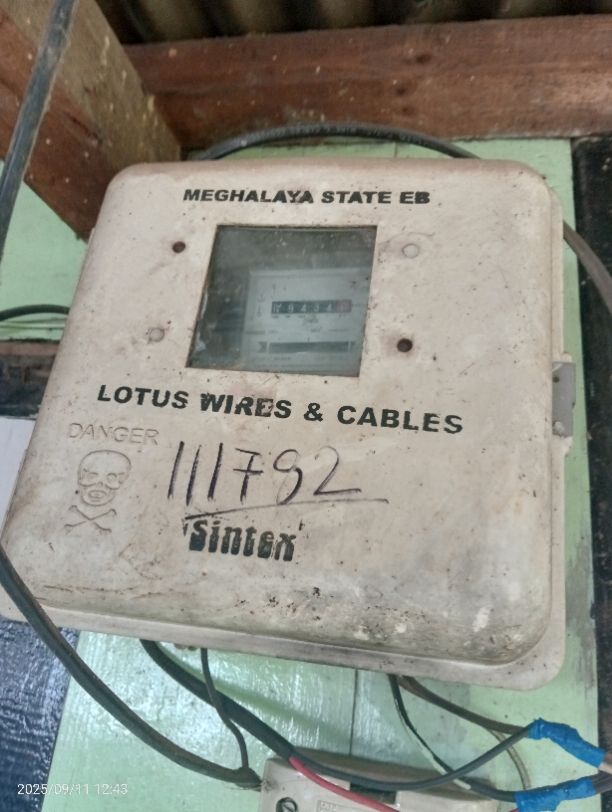 MEGHALAYA STATE EB
LOTUS WIRES & CABLES
DANGER
111782
Sintex
2025/09/11 12:43